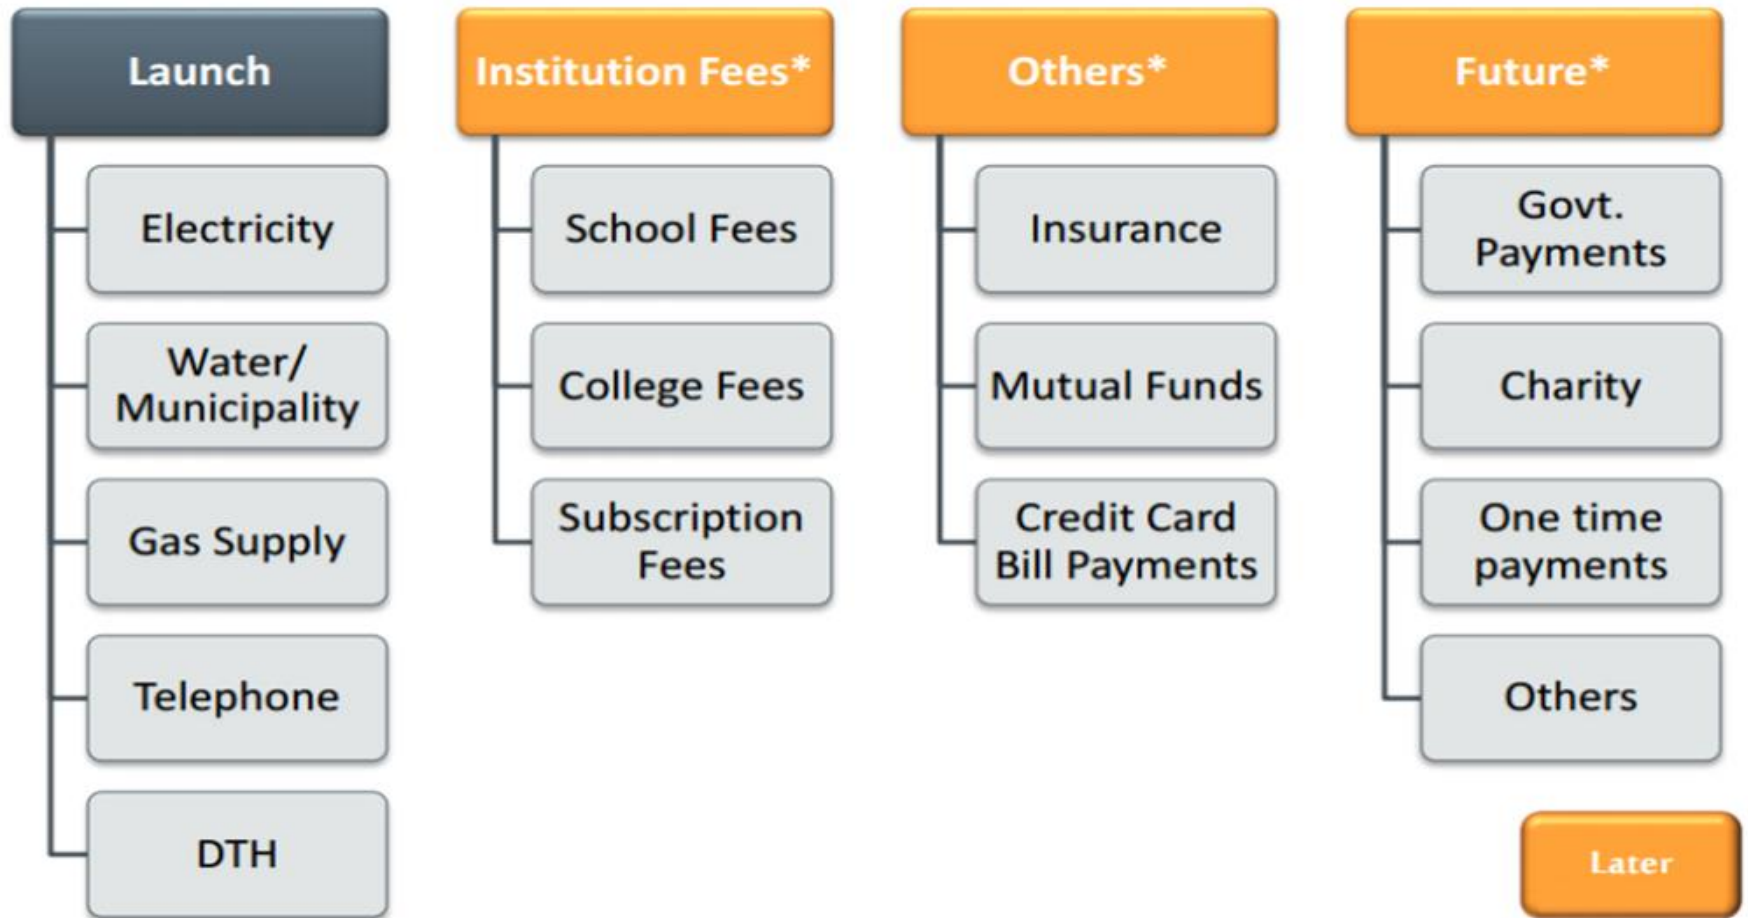 Launch
Electricity
Water/
Municipality
Gas Supply
Telephone
DTH
Institution Fees*
School Fees
College Fees
Subscription
Fees
Others*
Insurance
Mutual Funds
Credit Card
Bill Payments
Future*
Govt.
Payments
Charity
One time
payments
Others
Later